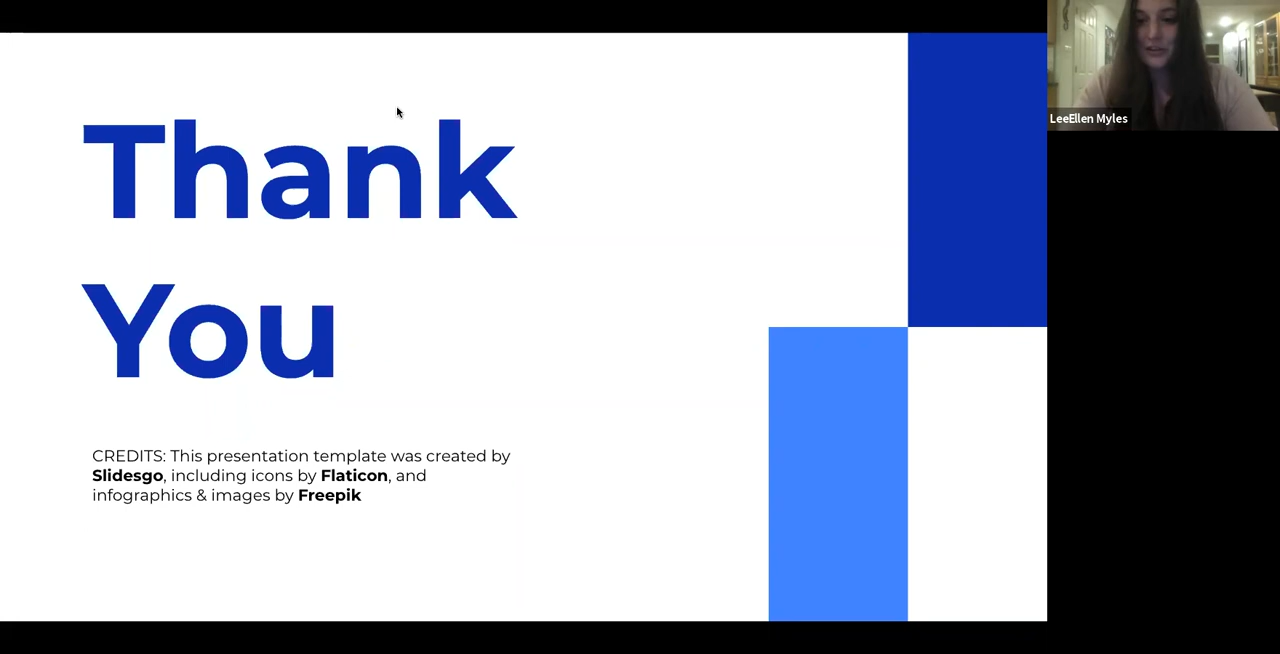 Thank
You
CREDITS: This presentation template was created by
Slidesgo, including icons by Flaticon, and
infographics & images by Freepik
LeeEllen Myles